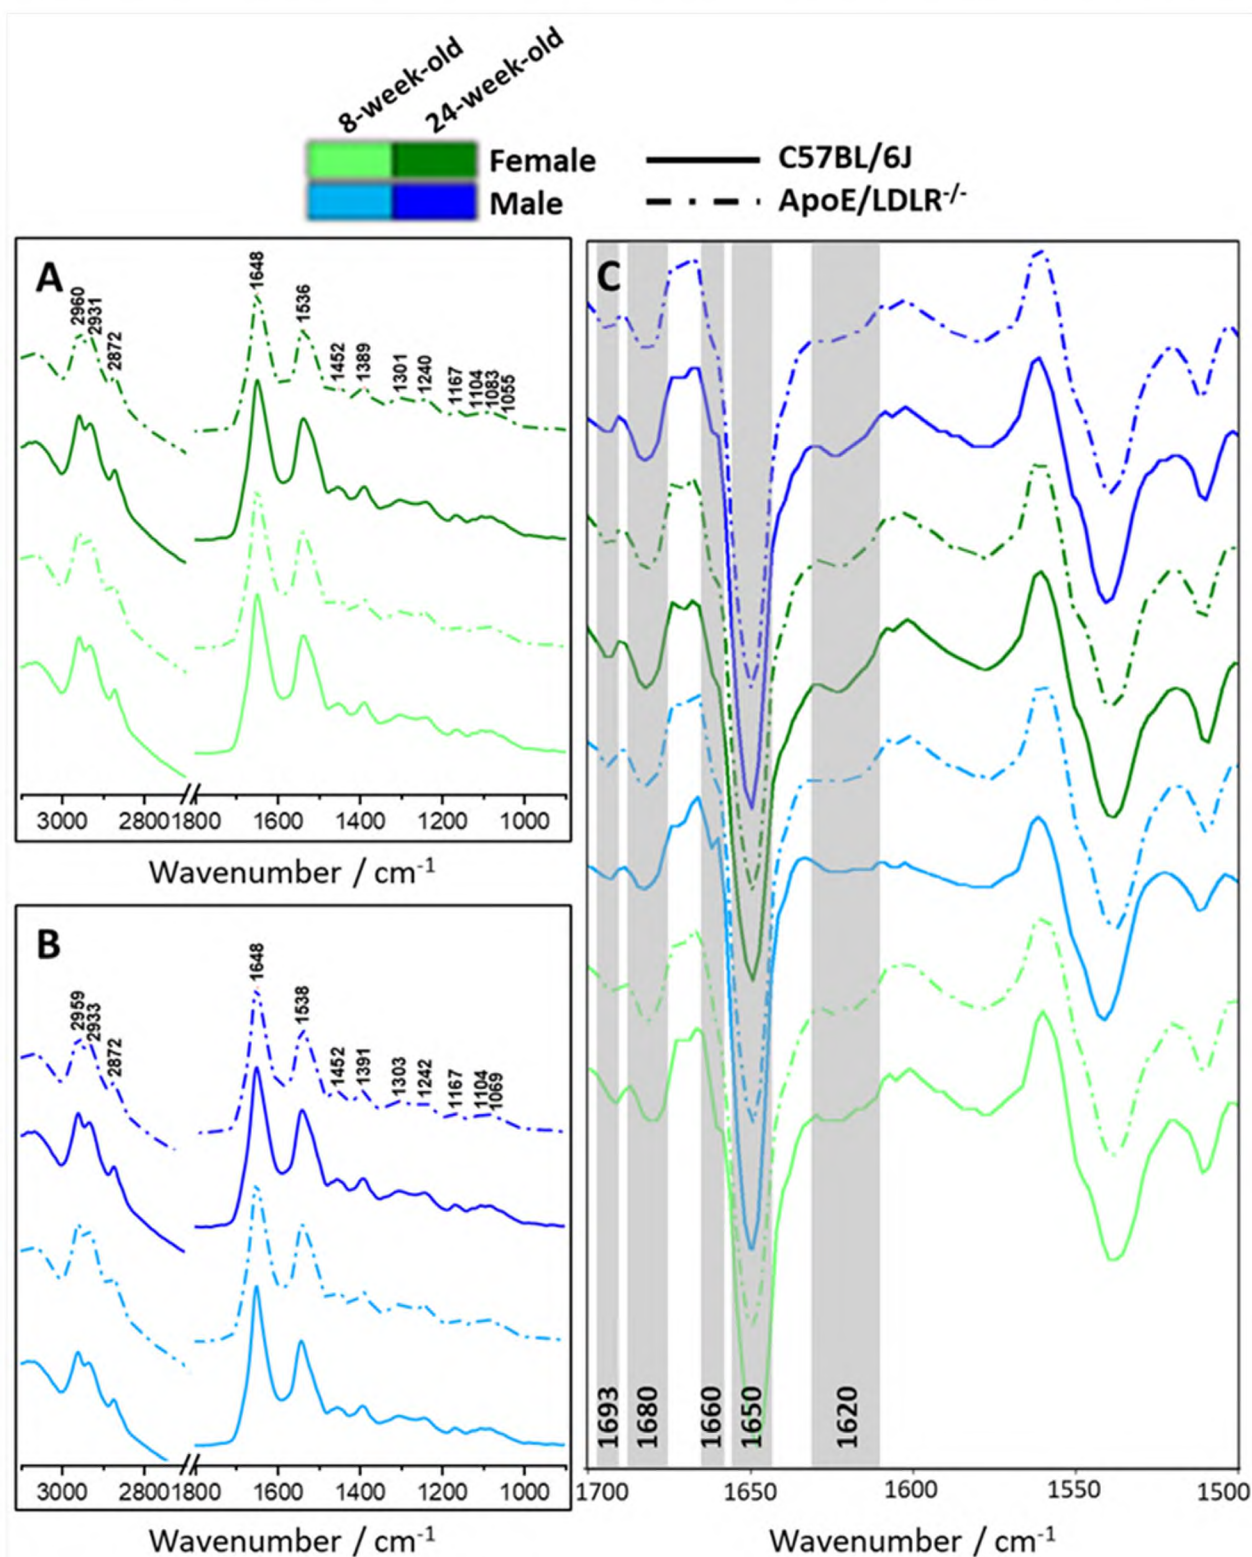 8-week-old
24-week-old
Female
Male
C57BL/6J
ApoE/LDLR-/-
A
2960
2931
2872
1648
1536
1452
1389
1301
1240
1167
1104
1083
1055
3000 2800 1800 1600 1400 1200 1000
Wavenumber / cm-1
B
2959
2933
2872
1648
1538
1452
1391
1303
1242
1167
1104
1069
3000 2800 1800 1600 1400 1200 1000
Wavenumber / cm-1
C
1693
1680
1660
1650
1620
1700 1650 1600 1550 1500
Wavenumber / cm-1